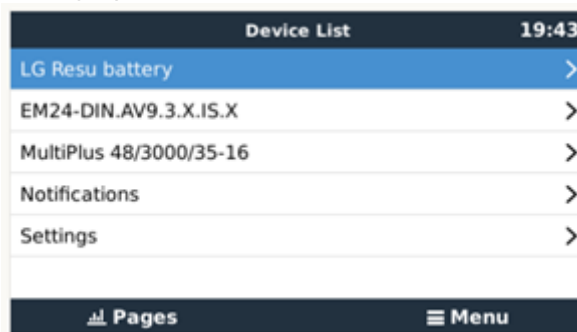 Device List 19:43
LG Resu battery
EM24-DIN.AV9.3.X.IS.X
MultiPlus 48/3000/35-16
Notifications
Settings
Pages Menu